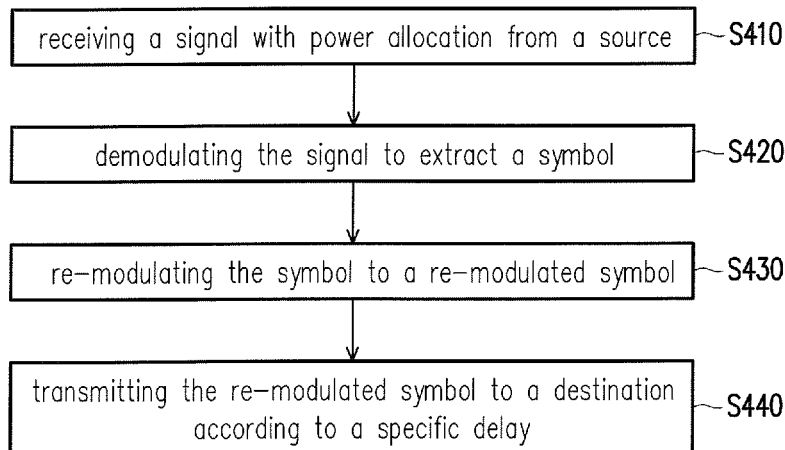 receiving a signal with power allocation from a source S410
demodulating the signal to extract a symbol S420
re-modulating the symbol to a re-modulated symbol S430
transmitting the re-modulated symbol to a destination S440
according to a specific delay